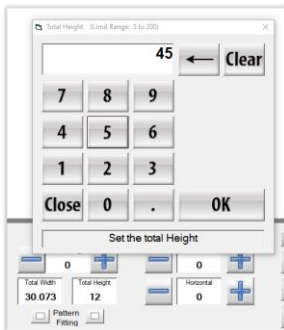 Total Height (Limit Range: .5 to 200)
45
← Clear
7 8 9
4 5 6
1 2 3
Close 0 . OK
Set the total Height
0 0
Total Width Total Height Horizontal
30.073 12 0
Pattern
Fitting